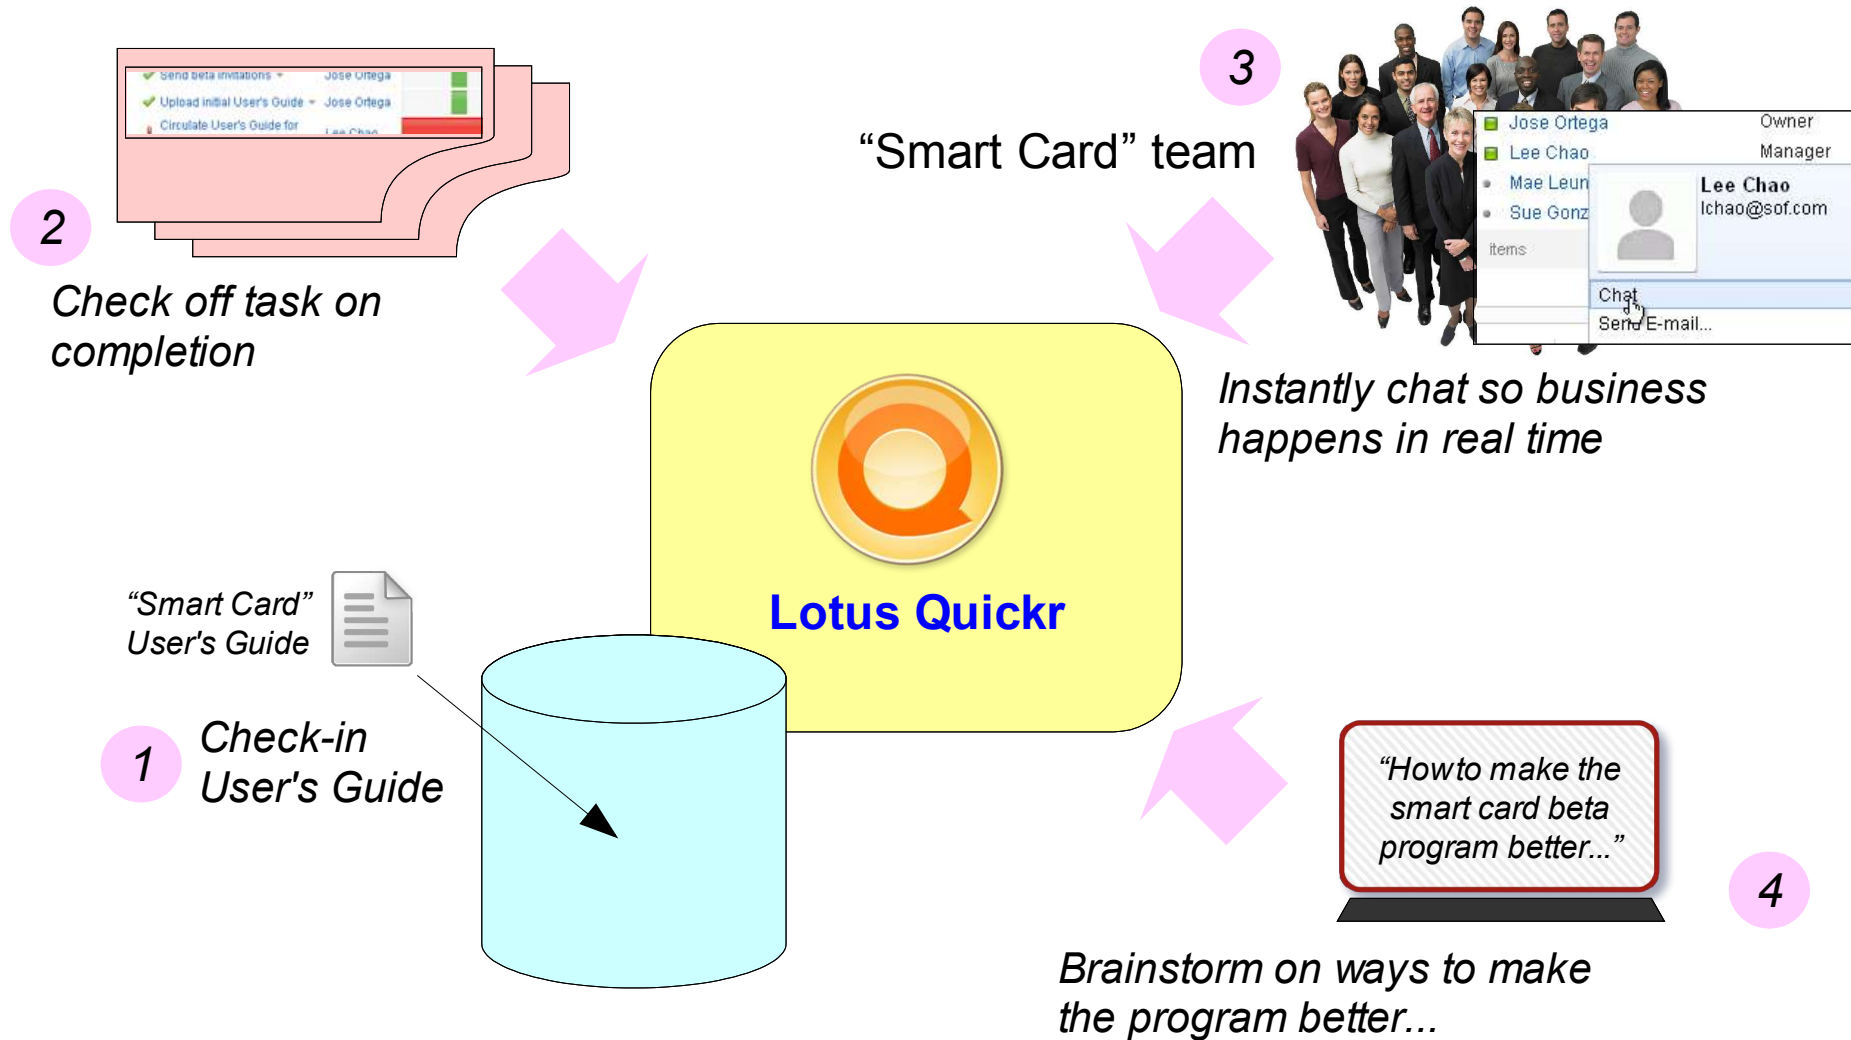 Send beta invitations
Jose Ortega
Upload initial User's Guide
Jose Ortega
Circulate User's Guide for
Lee Chao
2
Check off task on
completion
3
“Smart Card” team
Jose Ortega
Owner
Lee Chao
Manager
Mae Leun
Sue Gonz
items
Lee Chao
lchao@sof.com
Chat
Send E-mail...
Instantly chat so business
happens in real time
Lotus Quickr
“Smart Card”
User's Guide
1
Check-in
User's Guide
“How to make the
smart card beta
program better...”
4
Brainstorm on ways to make
the program better...